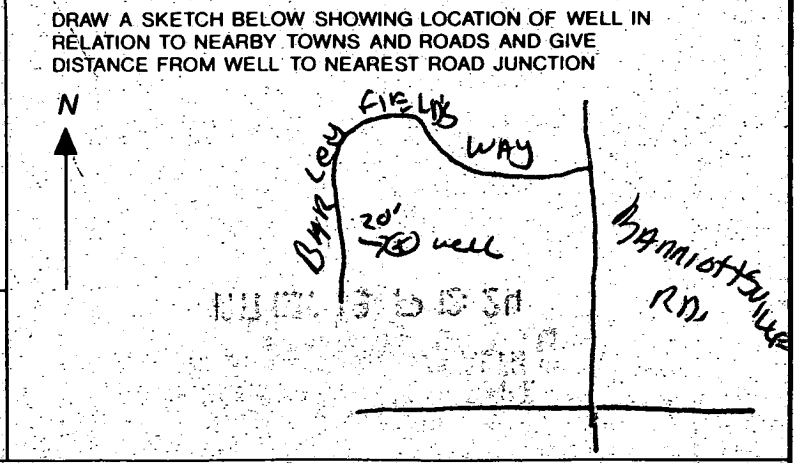 DRAW A SKETCH BELOW SHOWING LOCATION OF WELL IN
RELATION TO NEARBY TOWNS AND ROADS AND GIVE
DISTANCE FROM WELL TO NEAREST ROAD JUNCTION
N
BARLEY FIELDS WAY
20' well
MARRIOTTSVILLE
RD.